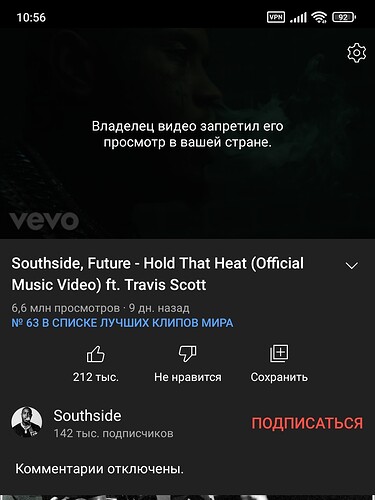 10:56
VPN
92
Владелец видео запретил его
просмотр в вашей стране.
vevo
Southside, Future - Hold That Heat (Official
Music Video) ft. Travis Scott
6,6 млн просмотров · 9 дн. назад
№ 63 В СПИСКЕ ЛУЧШИХ КЛИПОВ МИРА
212 тыс.
Не нравится
Сохранить
Southside
142 тыс. подписчиков
ПОДПИСАТЬСЯ
Комментарии отключены.